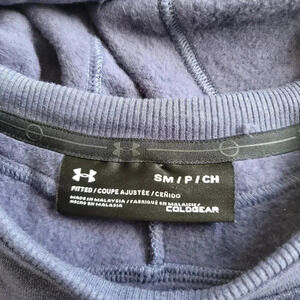 SM / P / CH
FITTED / COUPE AJUSTÉE / CEÑIDO
MADE IN MALAYSIA / FABRIQUÉ EN MALAISIE /
HECHO EN MALASIA
COLDGEAR